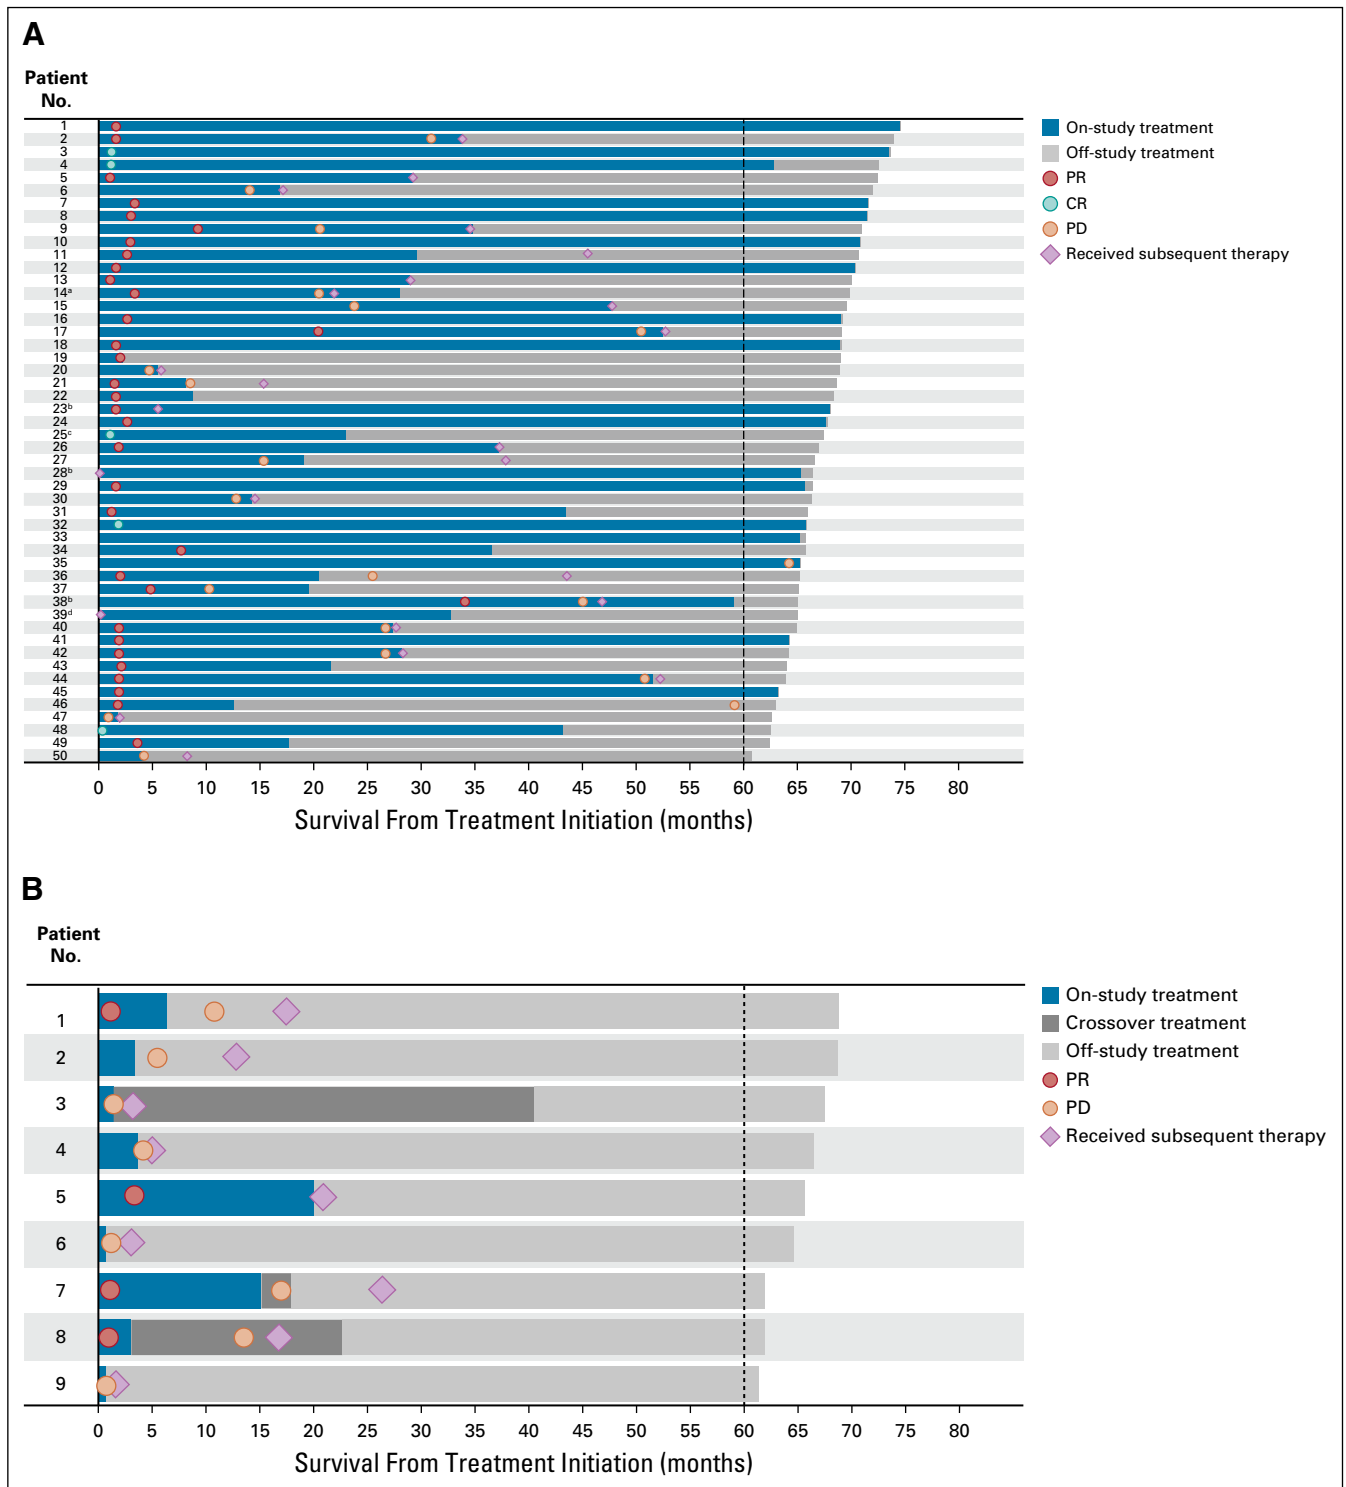 A
Patient
No.
1
2
3
4
5
6
7
8
9
10
11
12
13
14a
15
16
17
18
19
20
21
22
23b
24
25c
26
27
28b
29
30
31
32
33
34
35
36
37
38b
39d
40
41
42
43
44
45
46
47
48
49
50
0 5 10 15 20 25 30 35 40 45 50 55 60 65 70 75 80
Survival From Treatment Initiation (months)
On-study treatment
Off-study treatment
PR
CR
PD
Received subsequent therapy
B
Patient
No.
1
2
3
4
5
6
7
8
9
0 5 10 15 20 25 30 35 40 45 50 55 60 65 70 75 80
Survival From Treatment Initiation (months)
On-study treatment
Crossover treatment
Off-study treatment
PR
PD
Received subsequent therapy